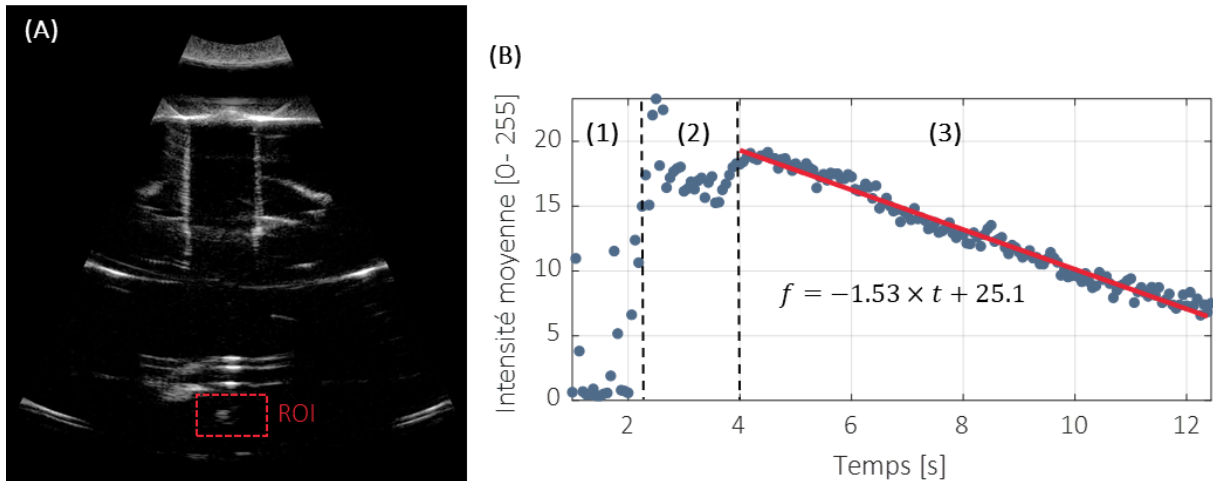 (A)
ROI
(B)
Intensité moyenne [0- 255]
20
15
10
5
0
(1)
(2)
(3)
f = −1.53 × t + 25.1
2
4
6
8
10
12
Temps [s]